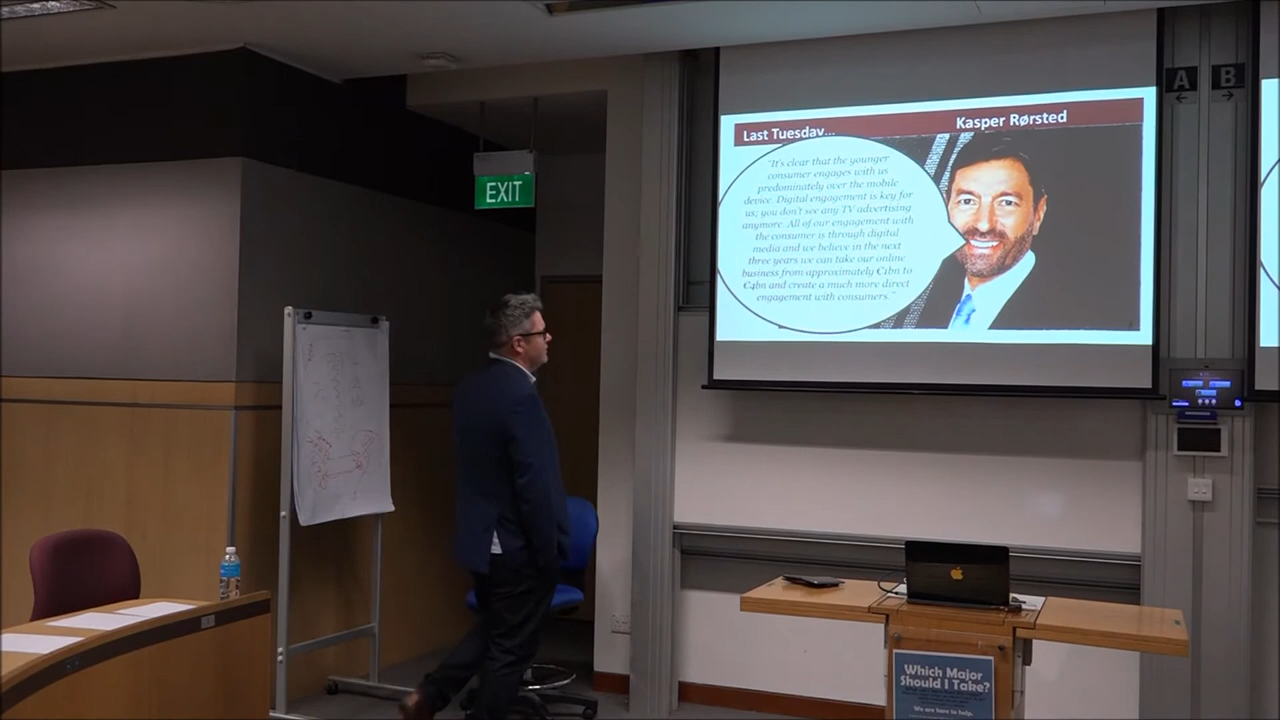 A
B
EXIT
Last Tuesday...
Kasper Rørsted
"It's clear that the younger
consumer engages with us
predominately over the mobile
device. Digital engagement is key for
us; you don't see any TV advertising
anymore. All of our engagement with
the consumer is through digital
media and we believe in the next
three years we can take our online
business from approximately €1bn to
€4bn and create a much more direct
engagement with consumers."
Which Major
Should I Take?
We are here to help.